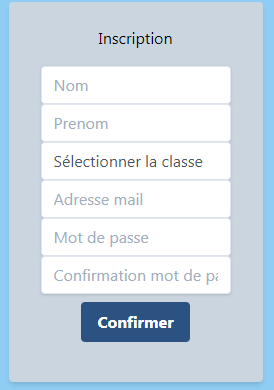 Inscription
Nom
Prenom
Sélectionner la classe
Adresse mail
Mot de passe
Confirmation mot de pa
Confirmer